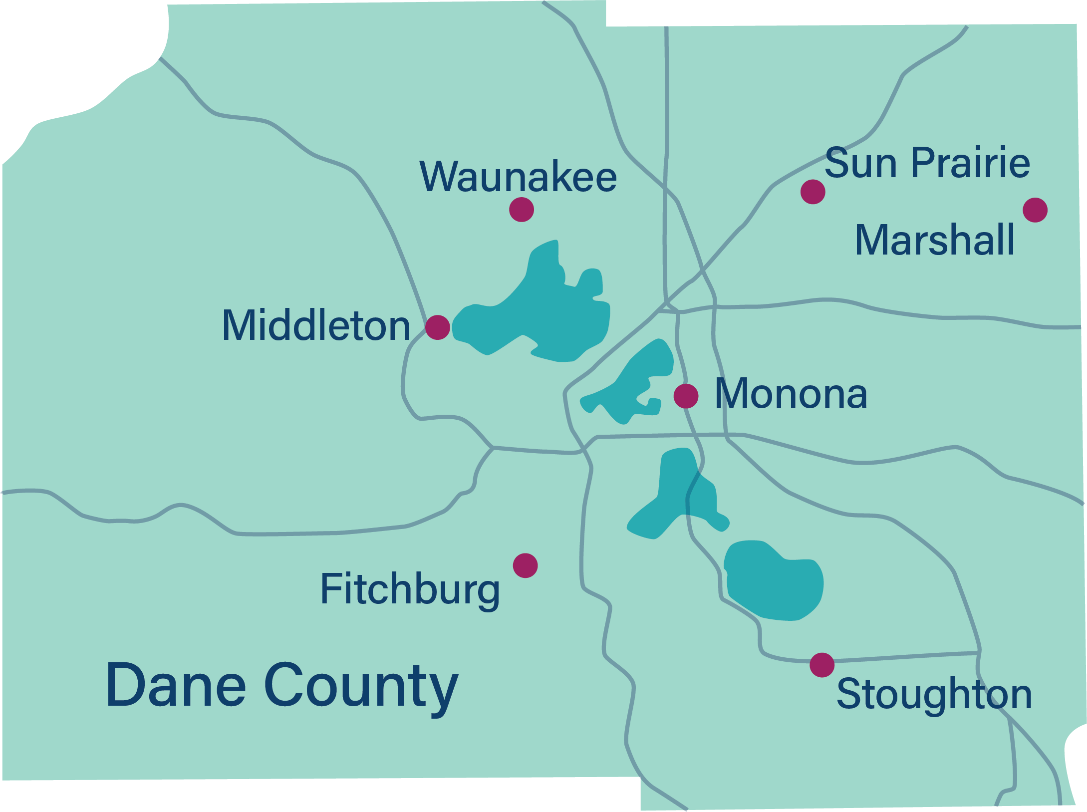 Sun Prairie
Waunakee
Marshall
Middleton
Monona
Fitchburg
Dane County
Stoughton